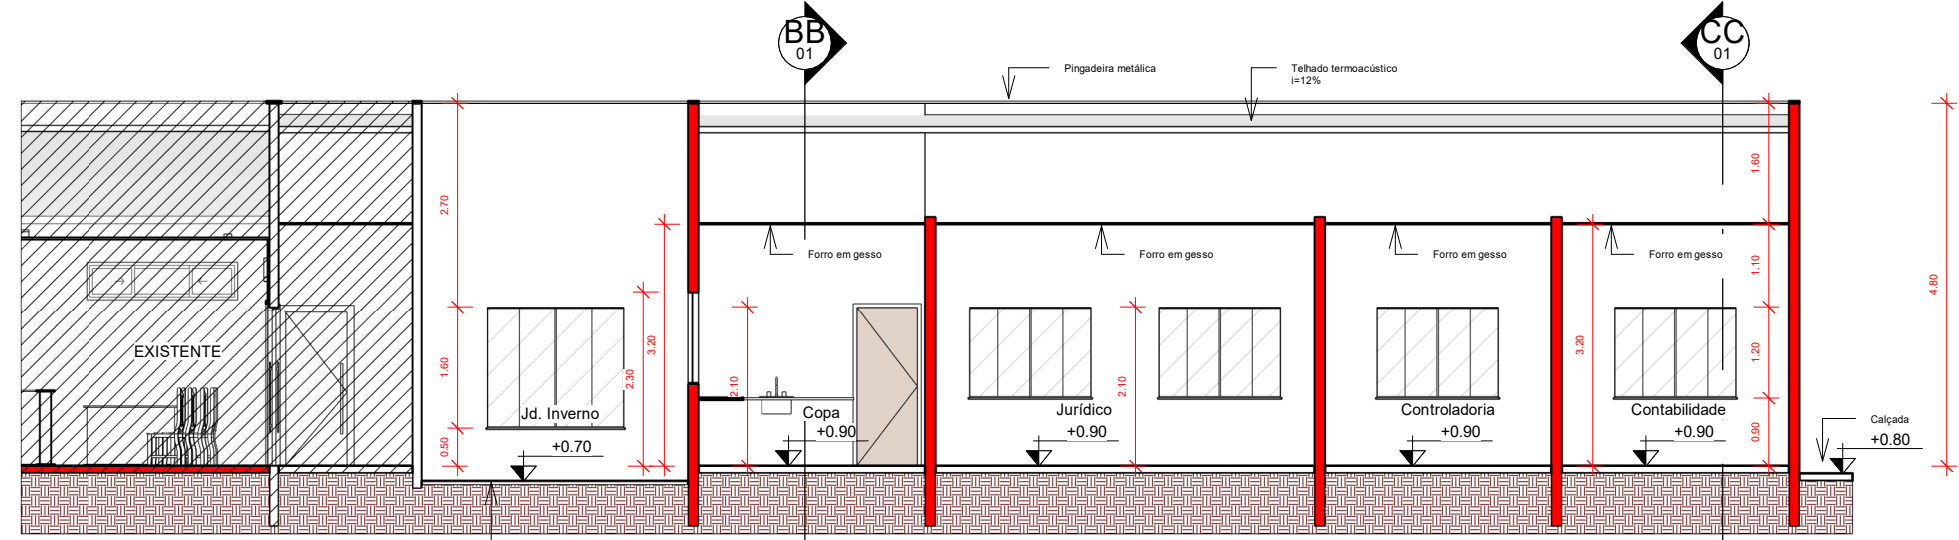 BB
01
CC
01
Pingadeira metálica
Telhado termoacústico
i=12%
2.70
1.60
0.50
2.30
3.20
2.10
2.10
3.20
1.60
1.10
1.20
0.90
4.80
Forro em gesso
Forro em gesso
Forro em gesso
Forro em gesso
EXISTENTE
Jd. Inverno
+0.70
Copa
+0.90
Jurídico
+0.90
Controladoria
+0.90
Contabilidade
+0.90
Calçada
+0.80